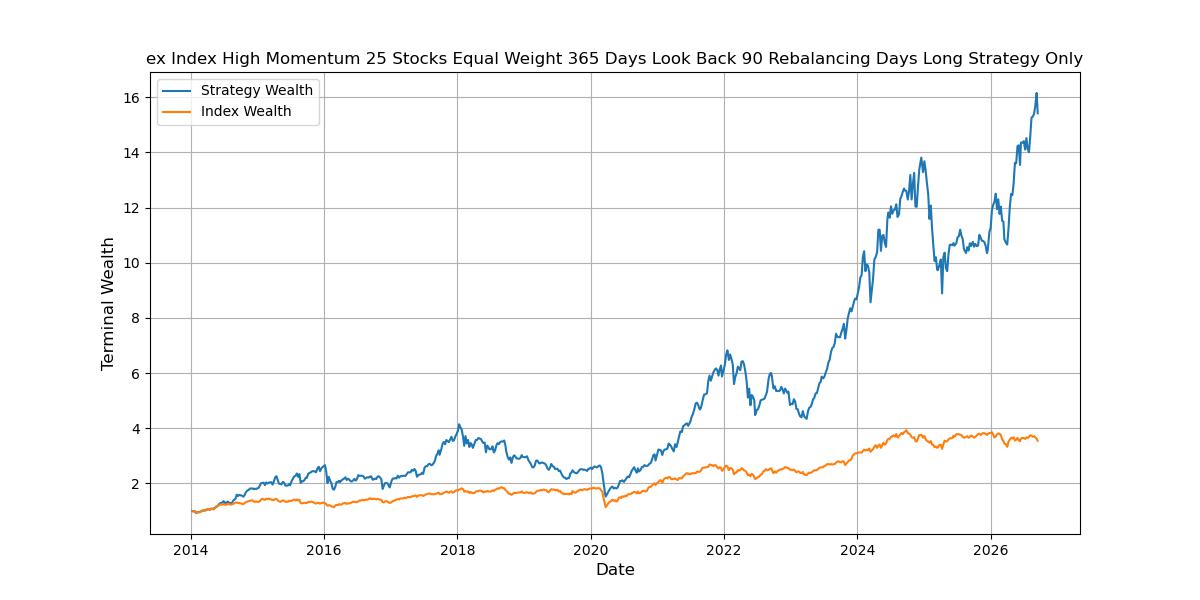 ex Index High Momentum 25 Stocks Equal Weight 365 Days Look Back 90 Rebalancing Days Long Strategy Only
Strategy Wealth
Index Wealth
Terminal Wealth
16
14
12
10
8
6
4
2
2014 2016 2018 2020 2022 2024 2026
Date